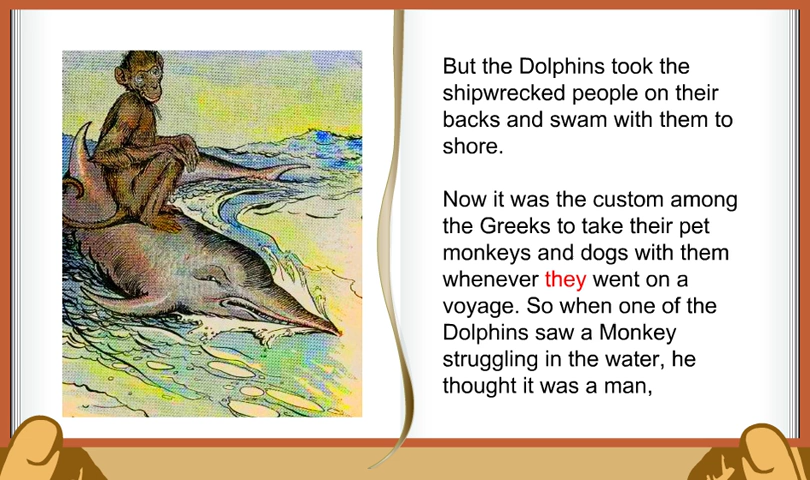 But the Dolphins took the
shipwrecked people on their
backs and swam with them to
shore.
Now it was the custom among
the Greeks to take their pet
monkeys and dogs with them
whenever they went on a
voyage. So when one of the
Dolphins saw a Monkey
struggling in the water, he
thought it was a man,